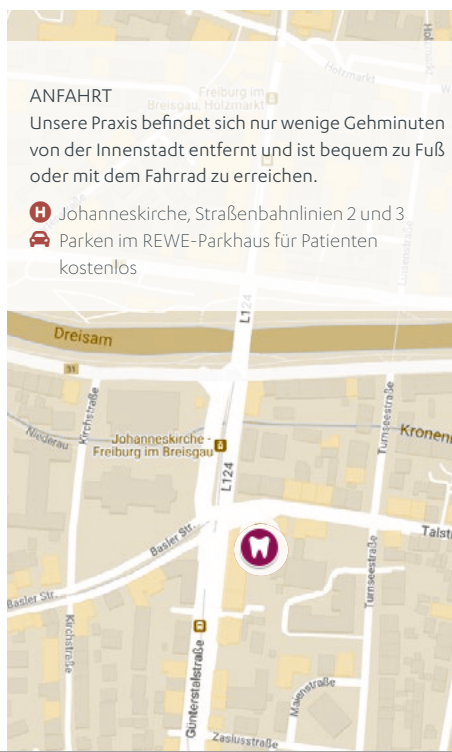 Holzmarkt
Freiburg im
Breisgau, Holzmarkt
ANFAHRT
Unsere Praxis befindet sich nur wenige Gehminuten
von der Innenstadt entfernt und ist bequem zu Fuß
oder mit dem Fahrrad zu erreichen.
H Johanneskirche, Straßenbahnlinien 2 und 3
Parken im REWE-Parkhaus für Patienten
kostenlos
L124
Dreisam
31
Kirchstraße
Niederau
Johanneskirche -
Freiburg im Breisgau
Turnseestraße
Kronen
L124
Basler Str.
Talst
Basler Str.
Turnseestraße
Kirchstraße
Günterstalstraße
Maienstraße
Zasiusstraße